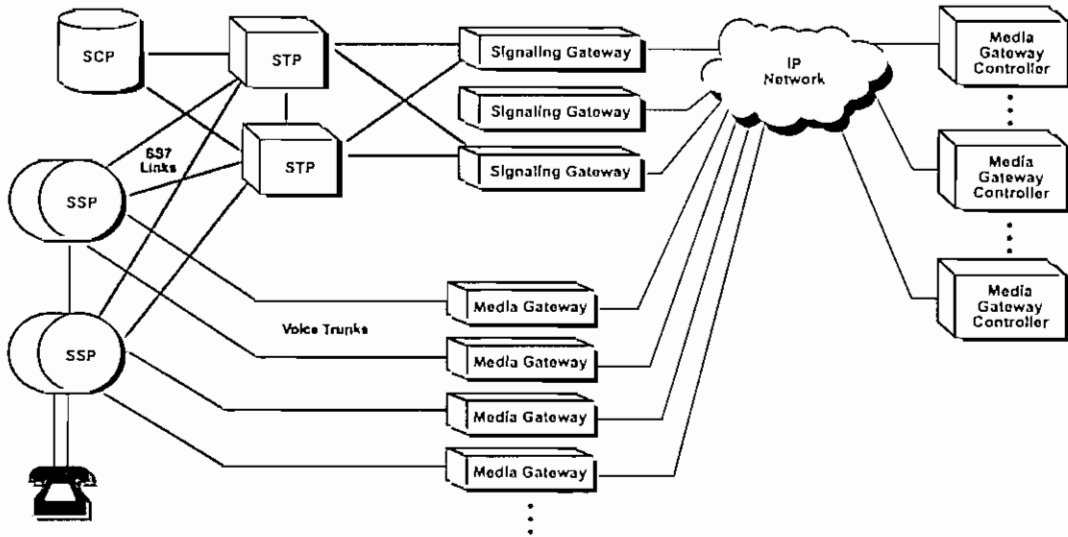 SCP
STP
Signaling Gateway
IP
Network
Media
Gateway
Controller
Signaling Gateway
SS7
Links
STP
Signaling Gateway
Media
Gateway
Controller
SSP
Media
Gateway
Controller
Media Gateway
Voice Trunks
SSP
Media Gateway
Media Gateway
Media Gateway